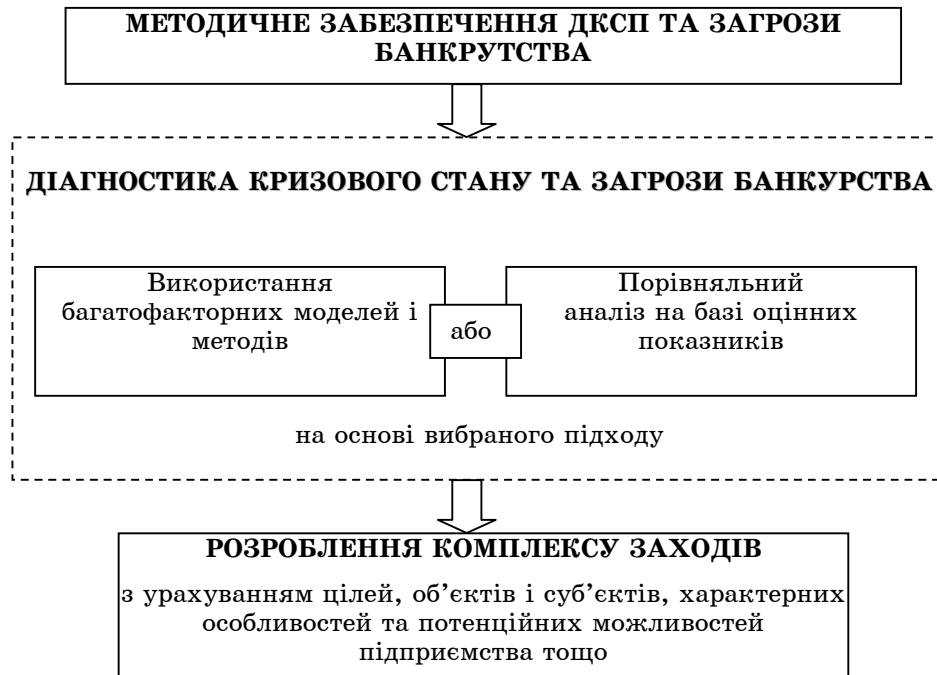 МЕТОДИЧНЕ ЗАБЕЗПЕЧЕННЯ ДКСП ТА ЗАГРОЗИ
БАНКРУТСТВА
ДІАГНОСТИКА КРИЗОВОГО СТАНУ ТА ЗАГРОЗИ БАНКУРСТВА
Використання
багатофакторних моделей і
методів
або
Порівняльний
аналіз на базі оцінних
показників
на основі вибраного підходу
РОЗРОБЛЕННЯ КОМПЛЕКСУ ЗАХОДІВ
з урахуванням цілей, об’єктів і суб’єктів, характерних
особливостей та потенційних можливостей
підприємства тощо